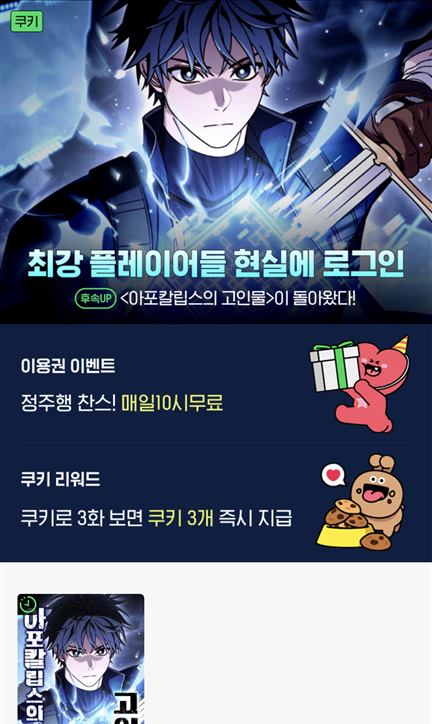 쿠키
최강 플레이어들 현실에 로그인
후속UP <아포칼립스의 고인물>이 돌아왔다!
이용권 이벤트
정주행 찬스! 매일10시무료
쿠키 리워드
쿠키로 3화 보면 쿠키 3개 즉시 지급
아포칼립스의
고인